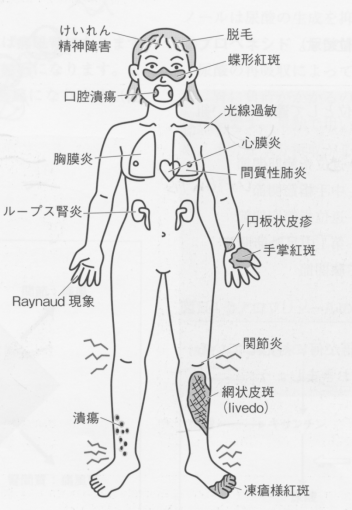 けいれん
精神障害
脱毛
蝶形紅斑
口腔潰瘍
光線過敏
心膜炎
胸膜炎
間質性肺炎
ループス腎炎
円板状皮疹
手掌紅斑
Raynaud 現象
関節炎
網状皮斑
（livedo）
潰瘍
凍瘡様紅斑